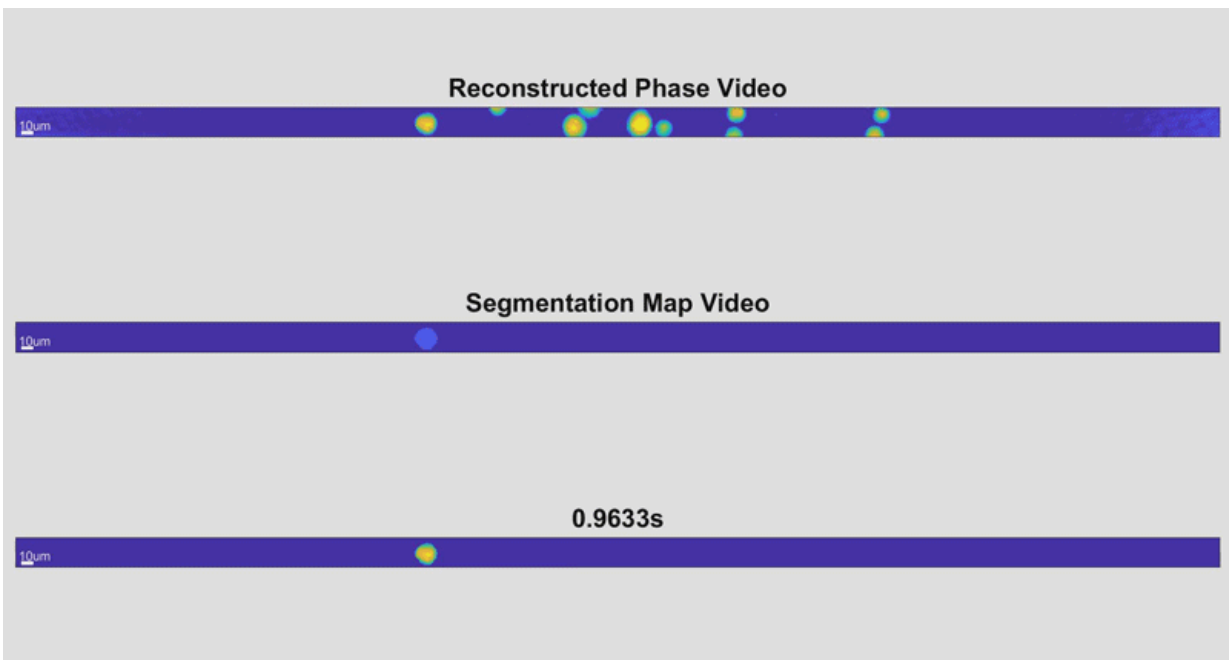 Reconstructed Phase Video
10um
Segmentation Map Video
10um
0.9633s
10um